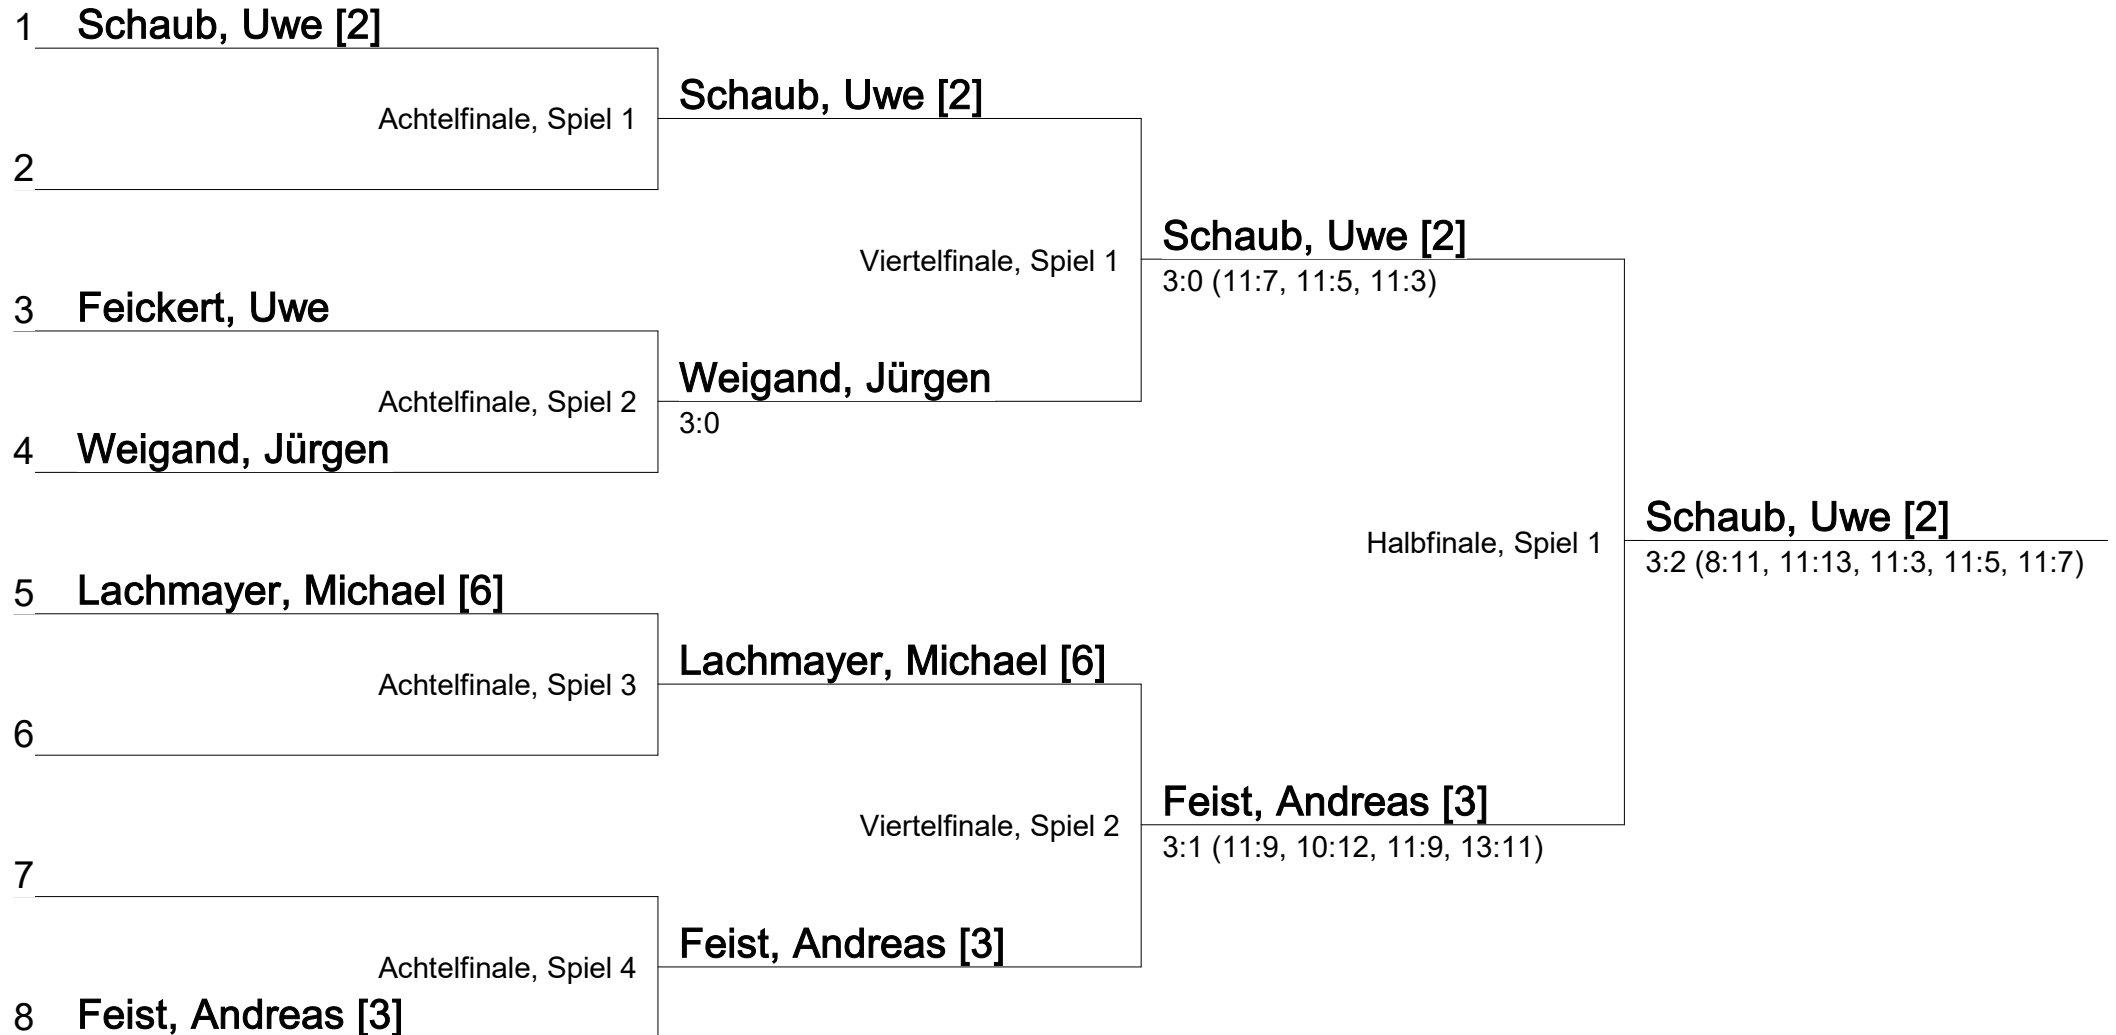 1 Schaub, Uwe [2]
Schaub, Uwe [2]
Achtelfinale, Spiel 1
2
Schaub, Uwe [2]
Viertelfinale, Spiel 1
3:0 (11:7, 11:5, 11:3)
3 Feickert, Uwe
Weigand, Jürgen
Achtelfinale, Spiel 2
3:0
4 Weigand, Jürgen
Schaub, Uwe [2]
Halbfinale, Spiel 1
3:2 (8:11, 11:13, 11:3, 11:5, 11:7)
5 Lachmayer, Michael [6]
Lachmayer, Michael [6]
Achtelfinale, Spiel 3
6
Feist, Andreas [3]
Viertelfinale, Spiel 2
3:1 (11:9, 10:12, 11:9, 13:11)
7
Feist, Andreas [3]
Achtelfinale, Spiel 4
8 Feist, Andreas [3]